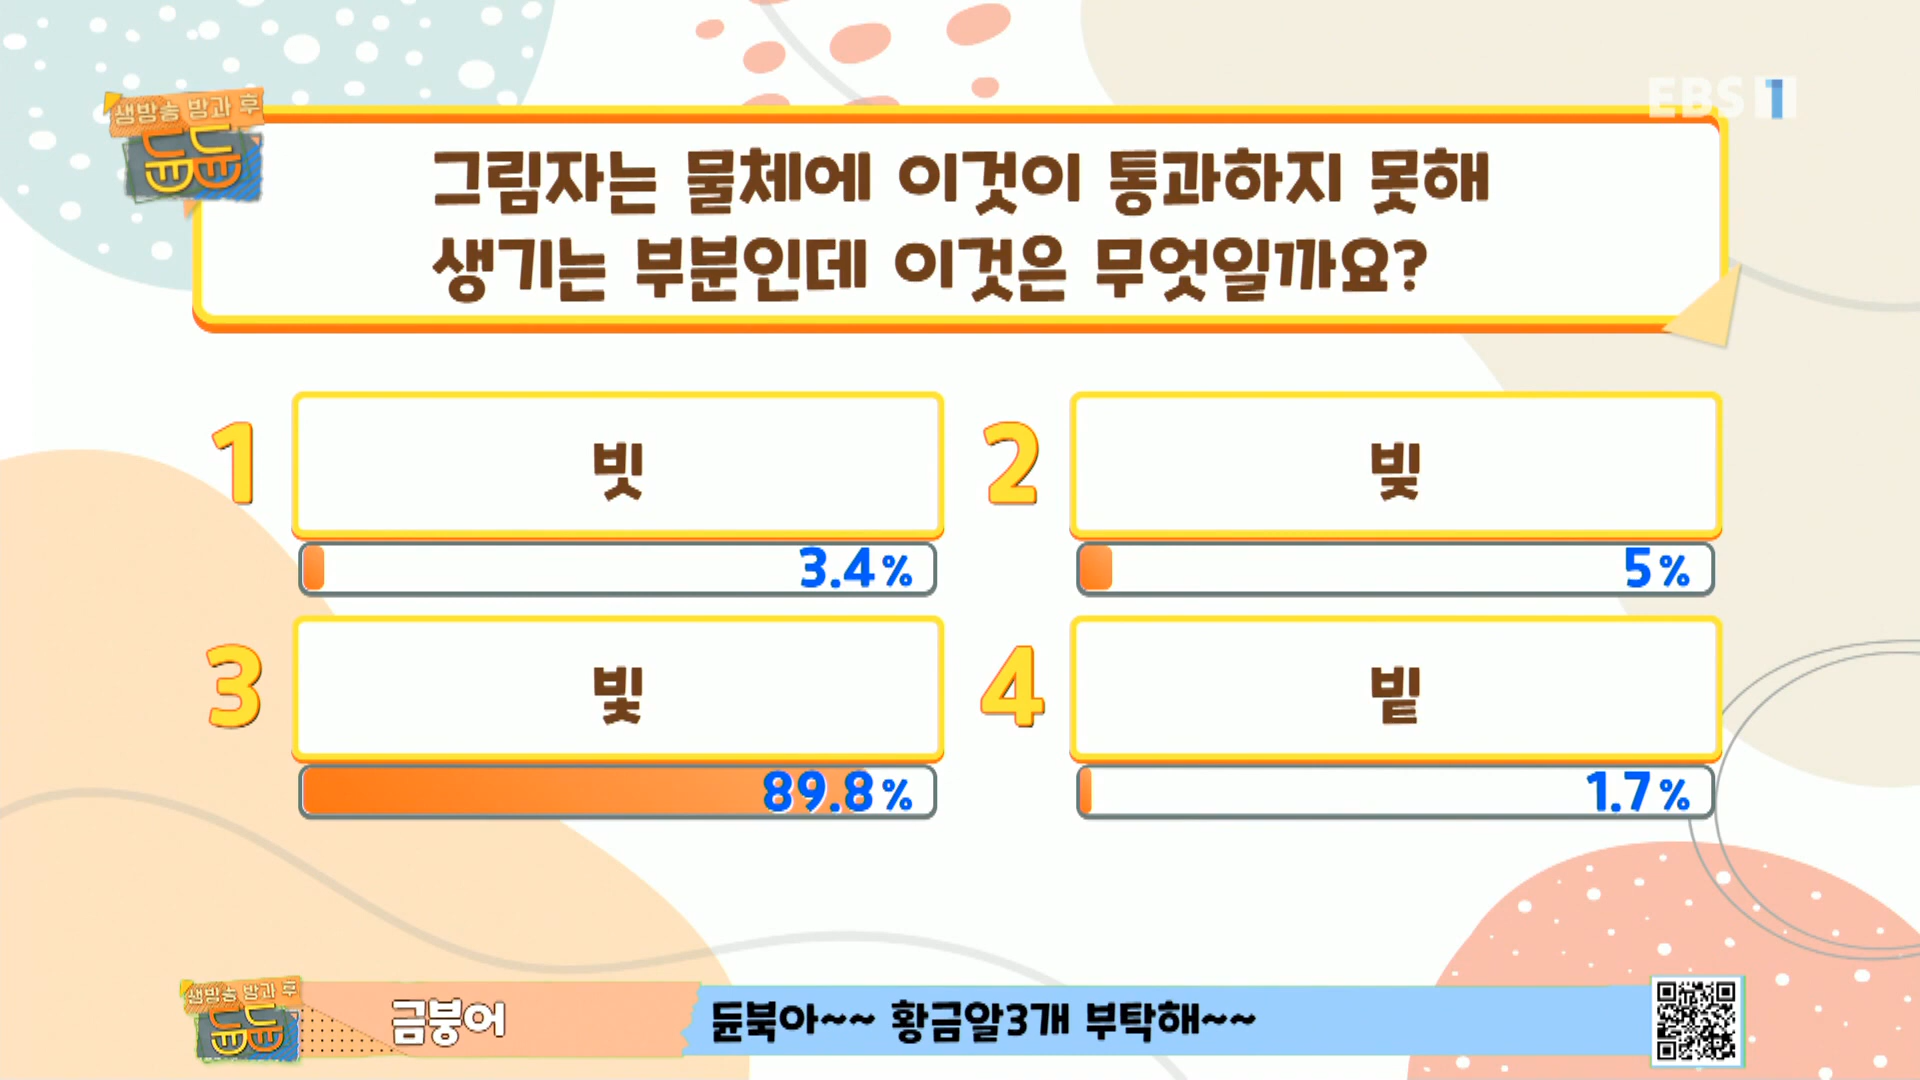 생방송 방과 후
EBS 1
그림자는 물체에 이것이 통과하지 못해
생기는 부분인데 이것은 무엇일까요?
1
빗
3.4%
2
빚
5%
3
빛
89.8%
4
빝
1.7%
생방송 방과 후
금붕어
듄북아~~ 황금알3개 부탁해~~